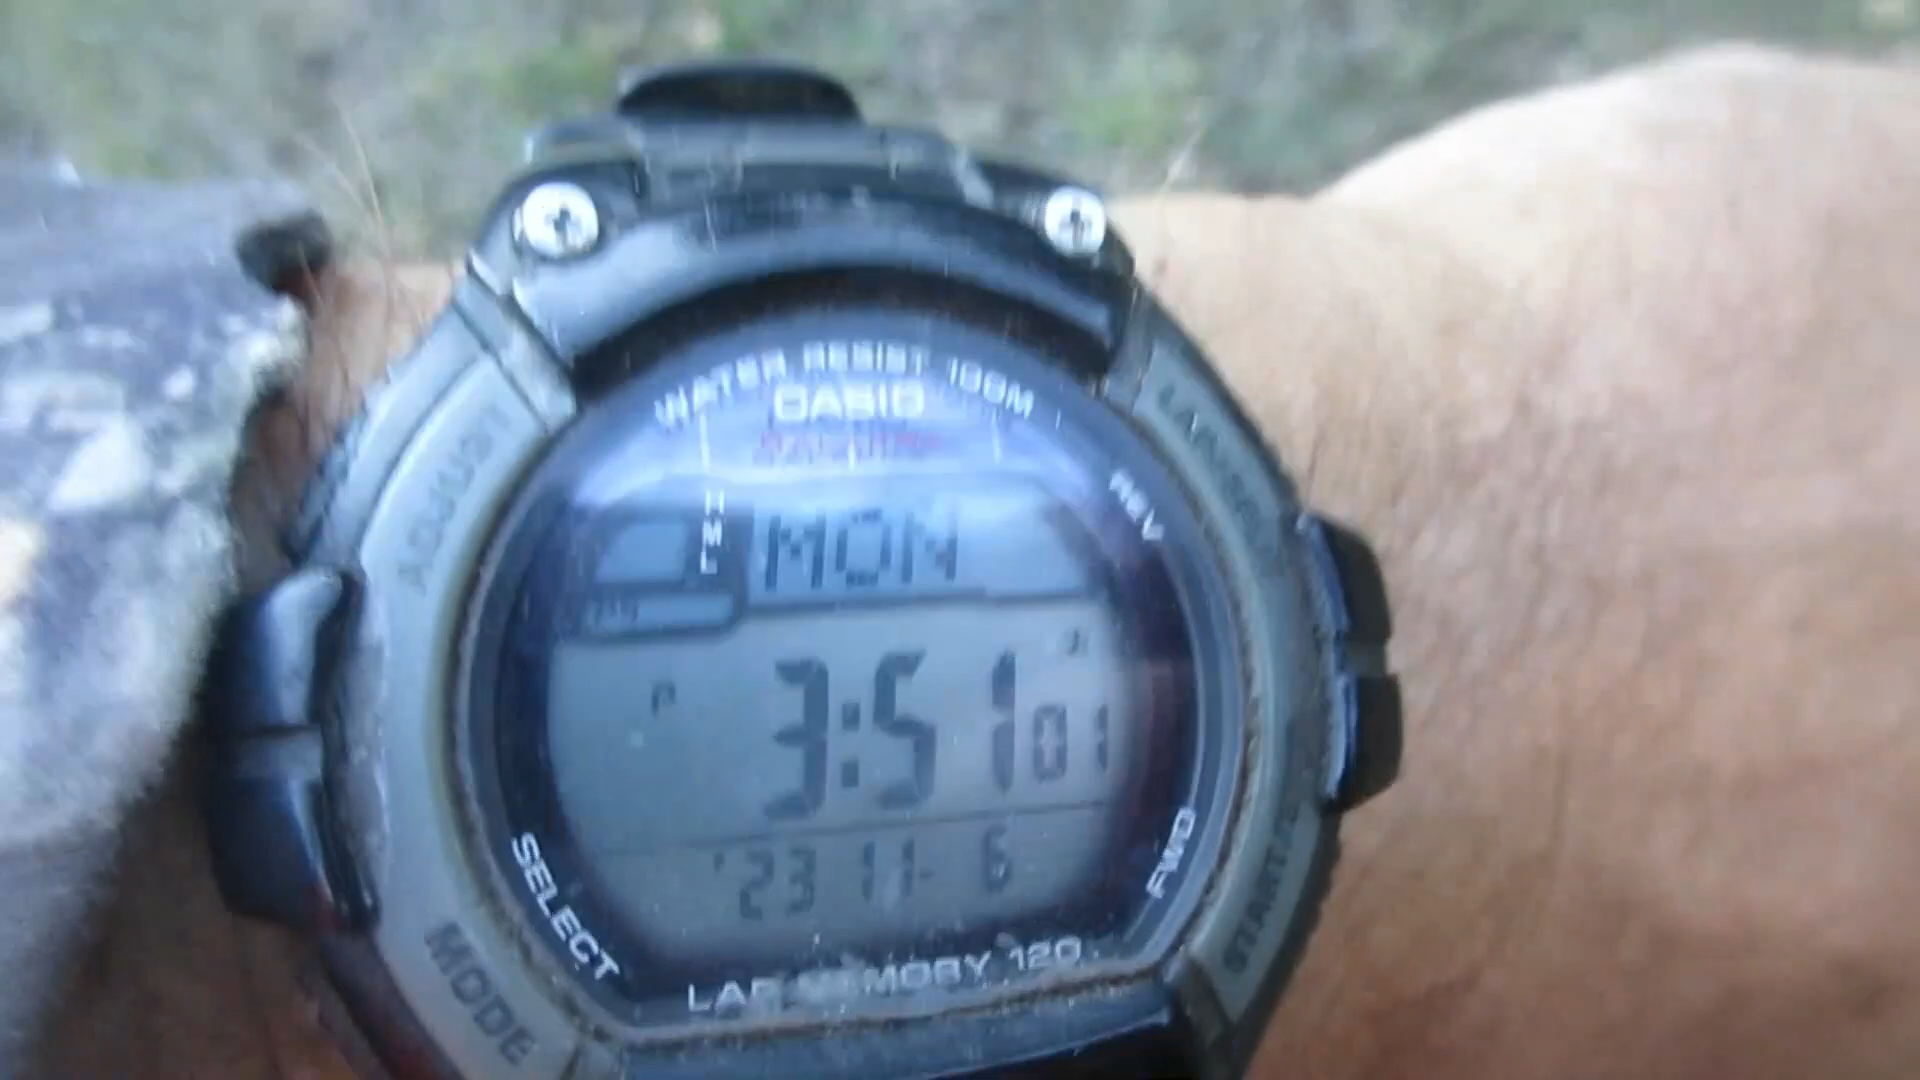 WATER RESIST 100M
CASIO
ADJUST
REV
MON
P 3:51 01
'23 11- 6
SELECT
FWD
MODE
LAP MEMORY 120